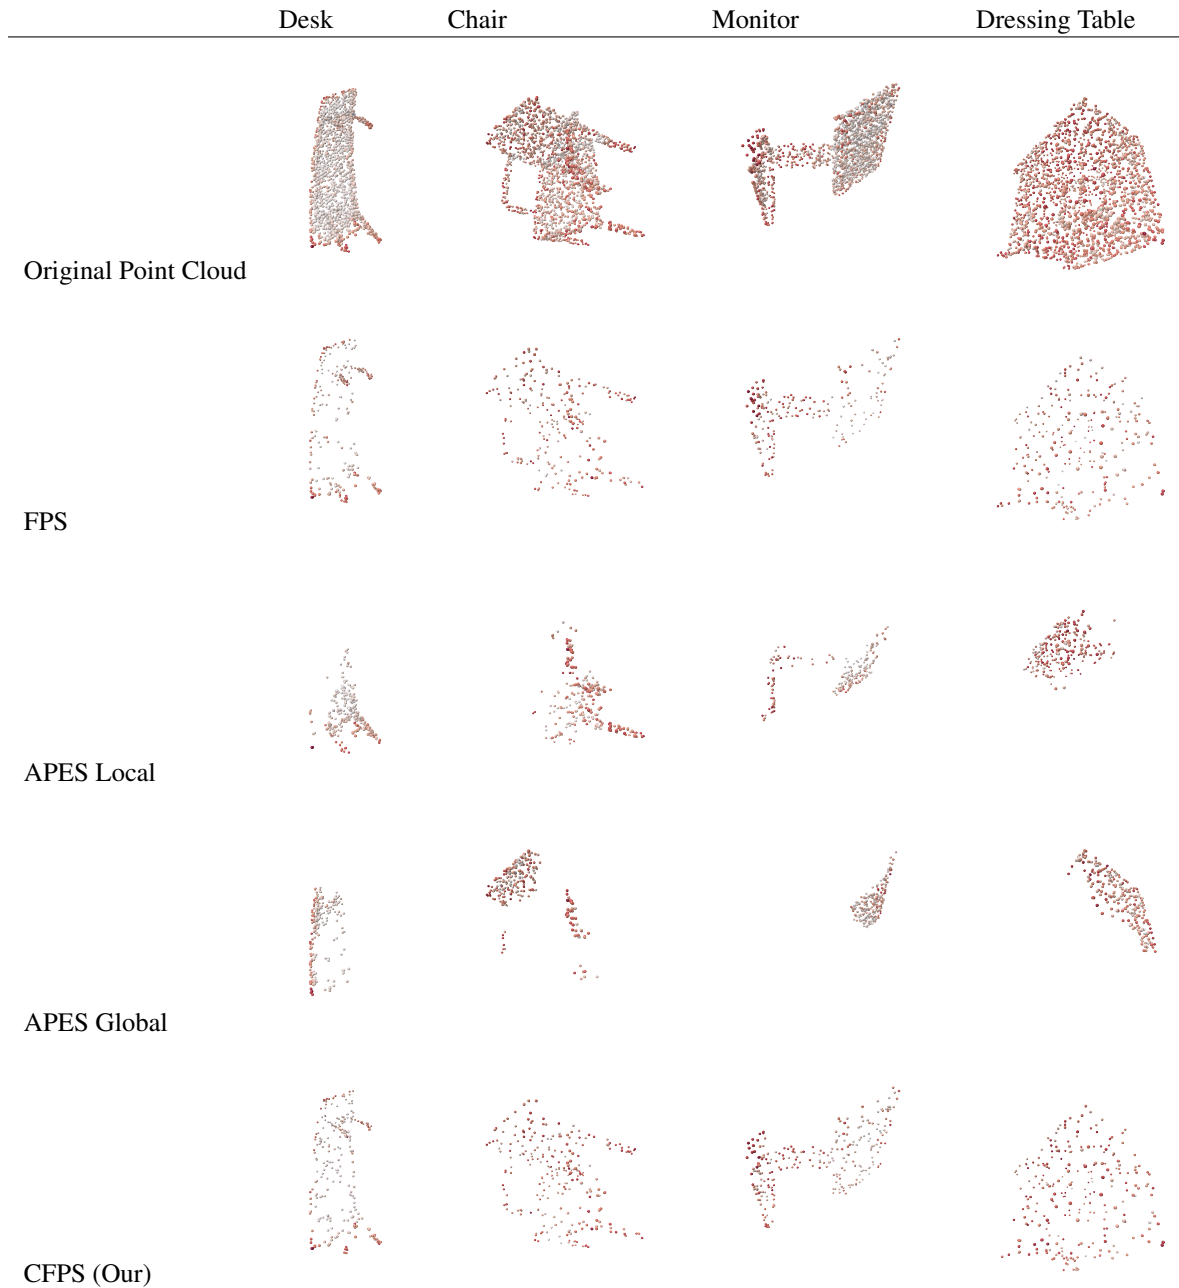 Desk Chair Monitor Dressing Table
Original Point Cloud
FPS
APES Local
APES Global
CFPS (Our)